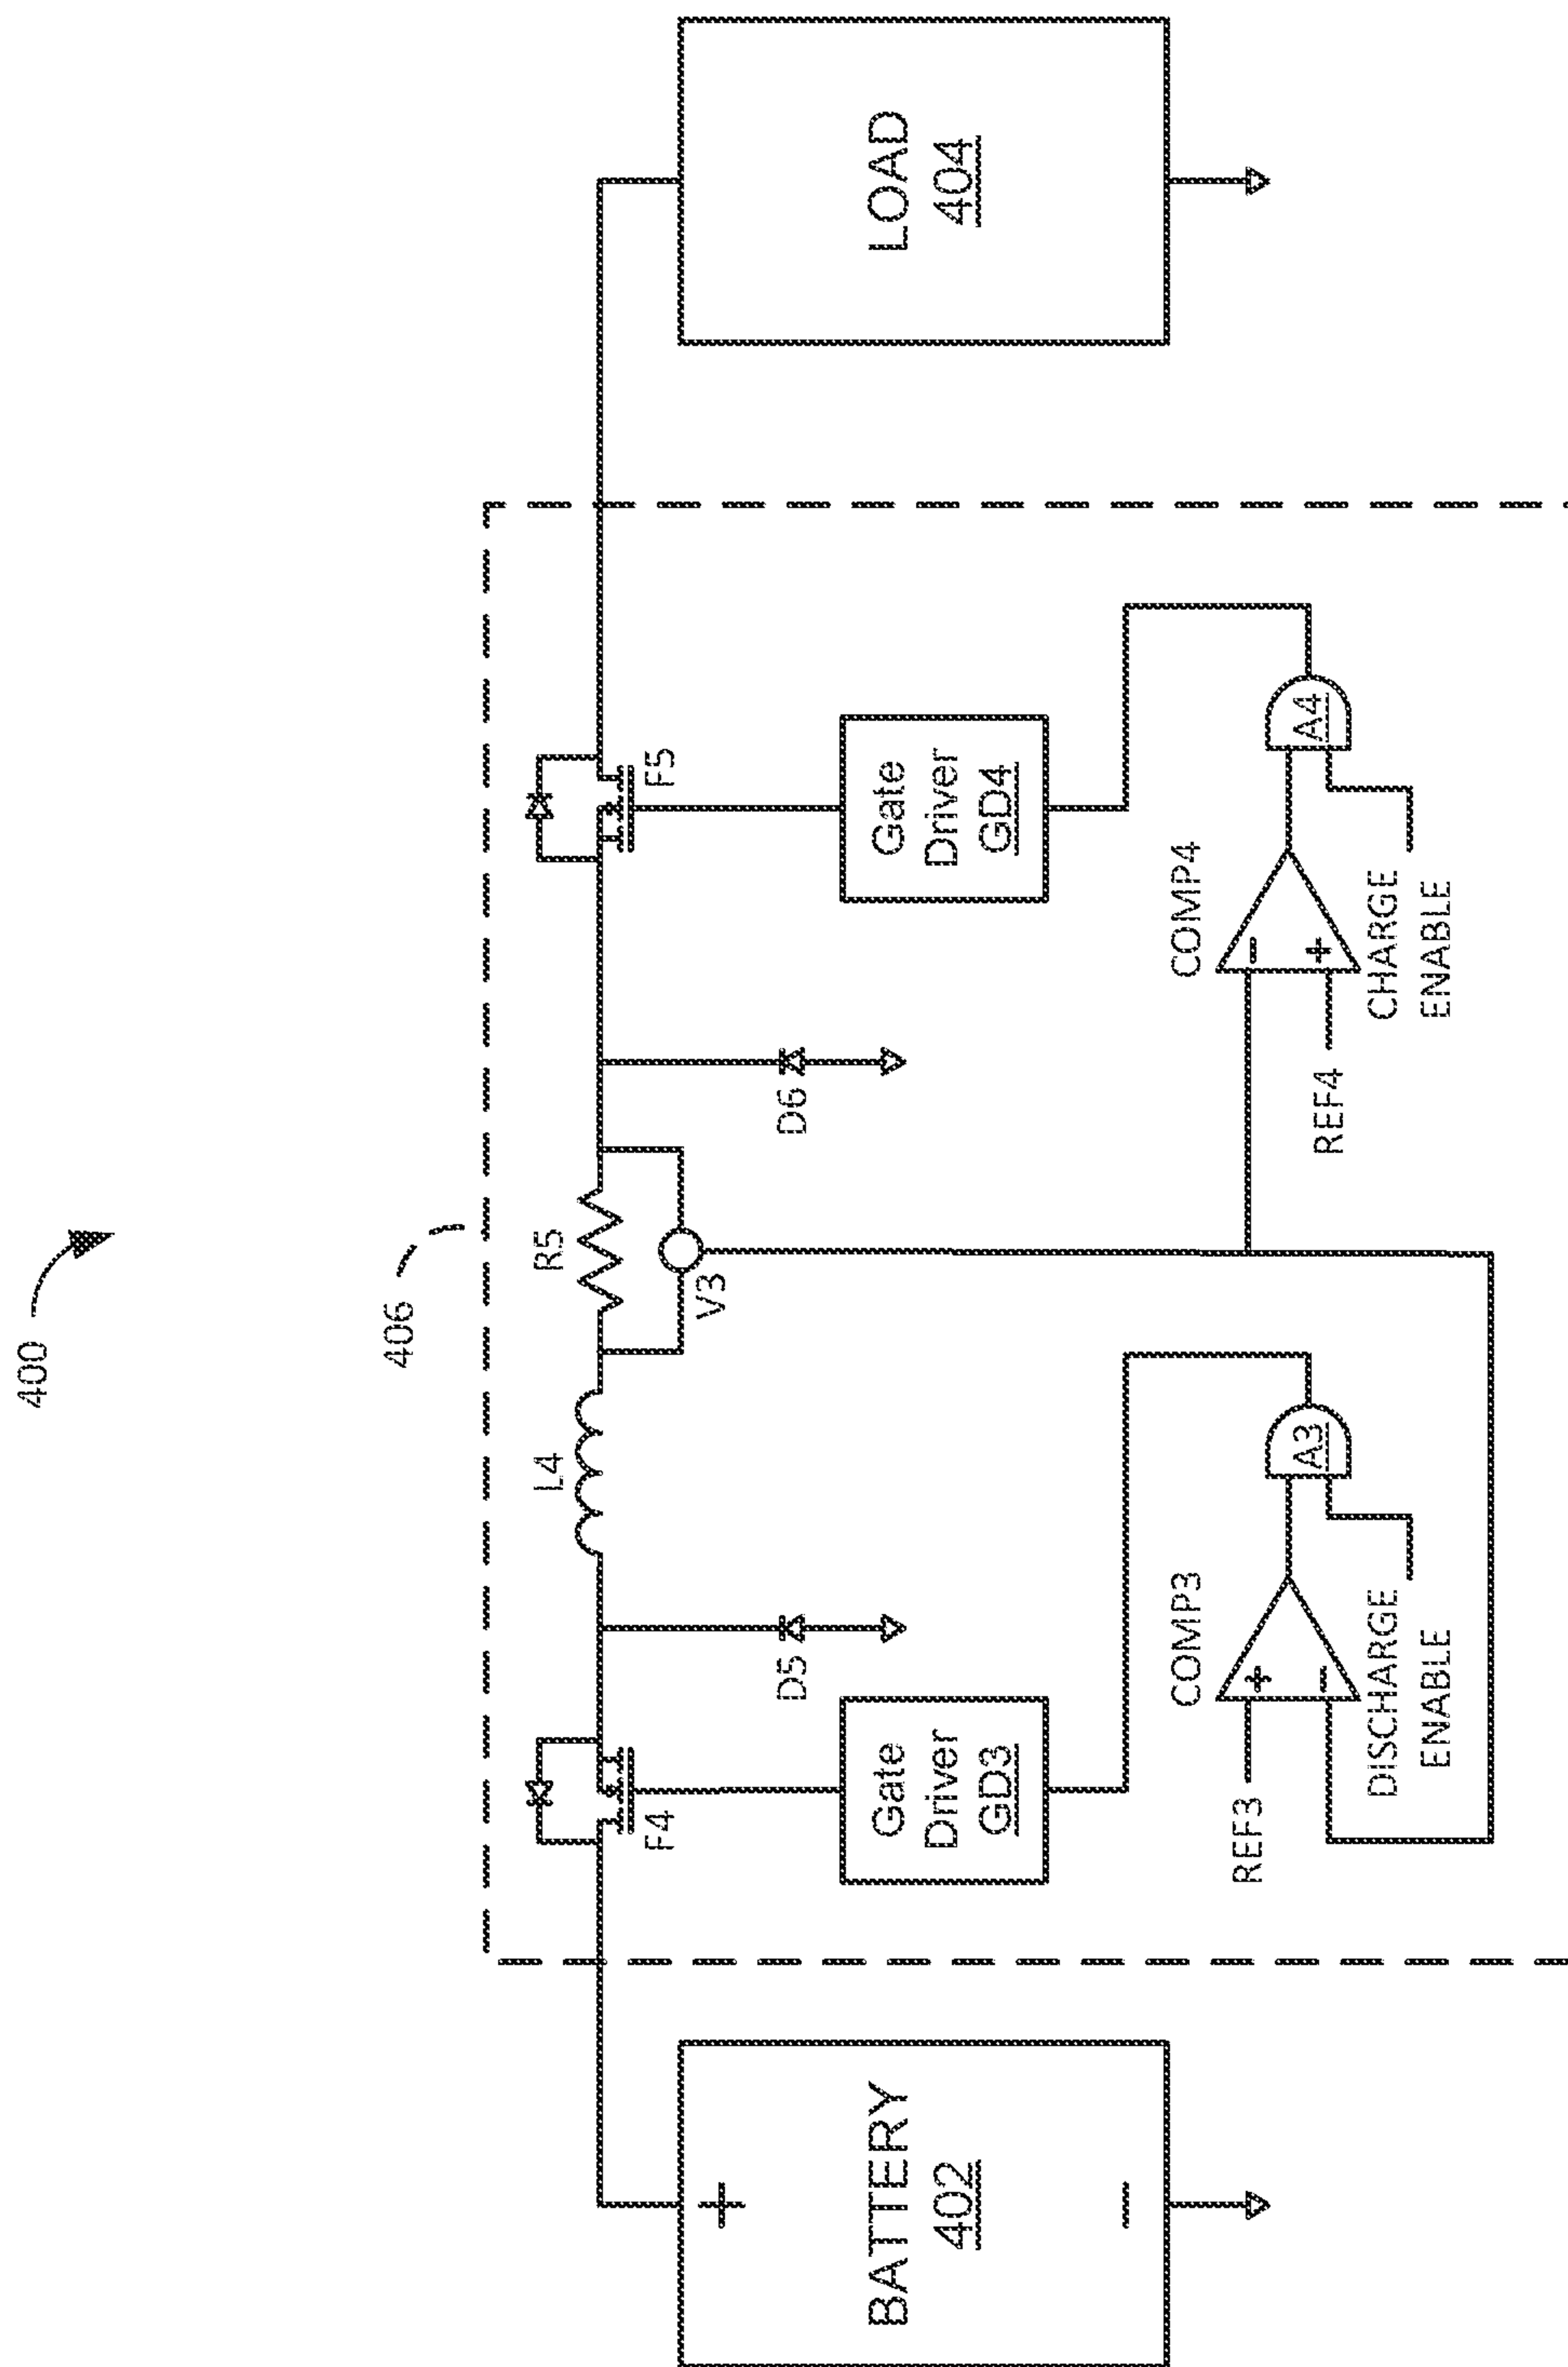 400
406
BATTERY
402
+
−
F4
Gate
Driver
GD3
D5
L4
R5
V3
D6
F5
Gate
Driver
GD4
LOAD
404
REF3
COMP3
+
−
DISCHARGE
ENABLE
A3
REF4
COMP4
−
+
CHARGE
ENABLE
A4